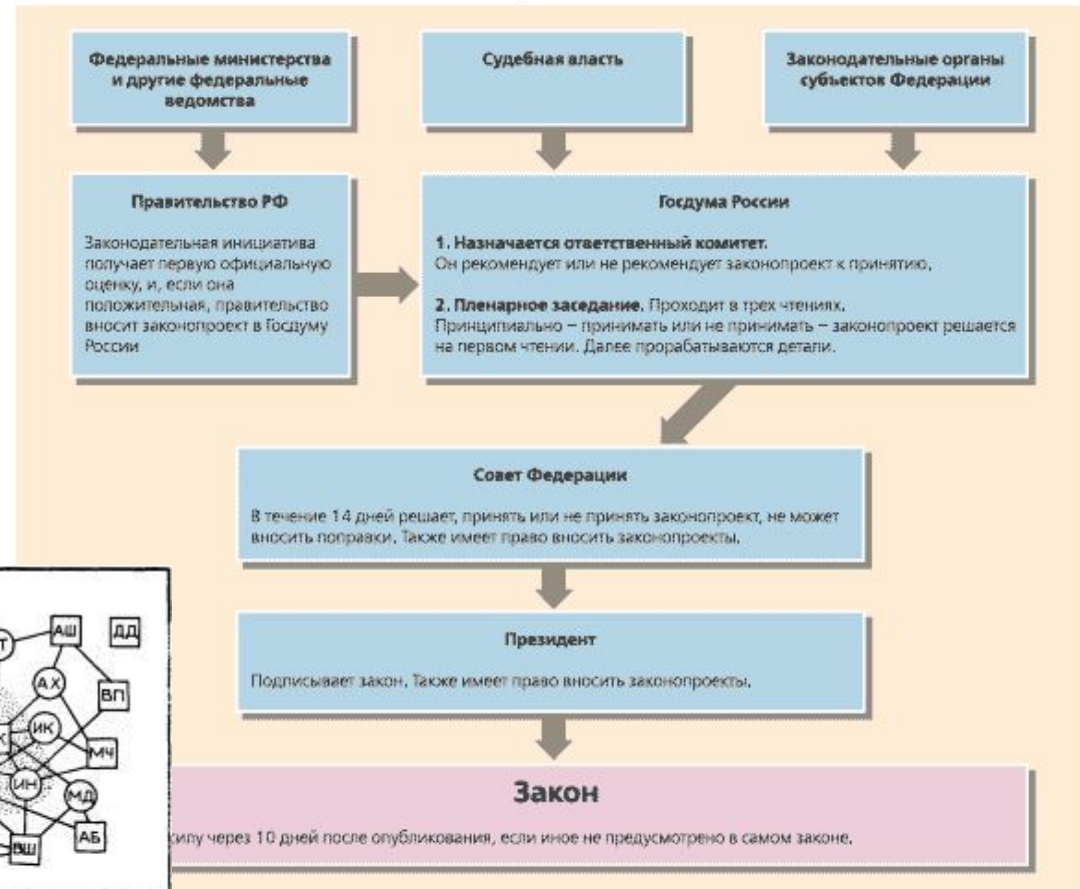 Федеральные министерства
и другие федеральные
ведомства
Судебная власть
Законодательные органы
субъектов Федерации
Правительство РФ
Законодательная инициатива
получает первую официальную
оценку, и, если она
положительная, правительство
вносит законопроект в Госдуму
России
Госдума России
1. Назначается ответственный комитет.
Он рекомендует или не рекомендует законопроект к принятию.
2. Пленарное заседание. Проходит в трех чтениях.
Принципиально – принимать или не принимать – законопроект решается
на первом чтении. Далее прорабатываются детали.
Совет Федерации
В течение 14 дней решает, принять или не принять законопроект, не может
вносить поправки. Также имеет право вносить законопроекты.
Президент
Подписывает закон. Также имеет право вносить законопроекты.
Закон
силу через 10 дней после опубликования, если иное не предусмотрено в самом законе.
Т
АШ
ДД
АХ
ВП
ИК
МЧ
ИН
МД
АБ
ВШ